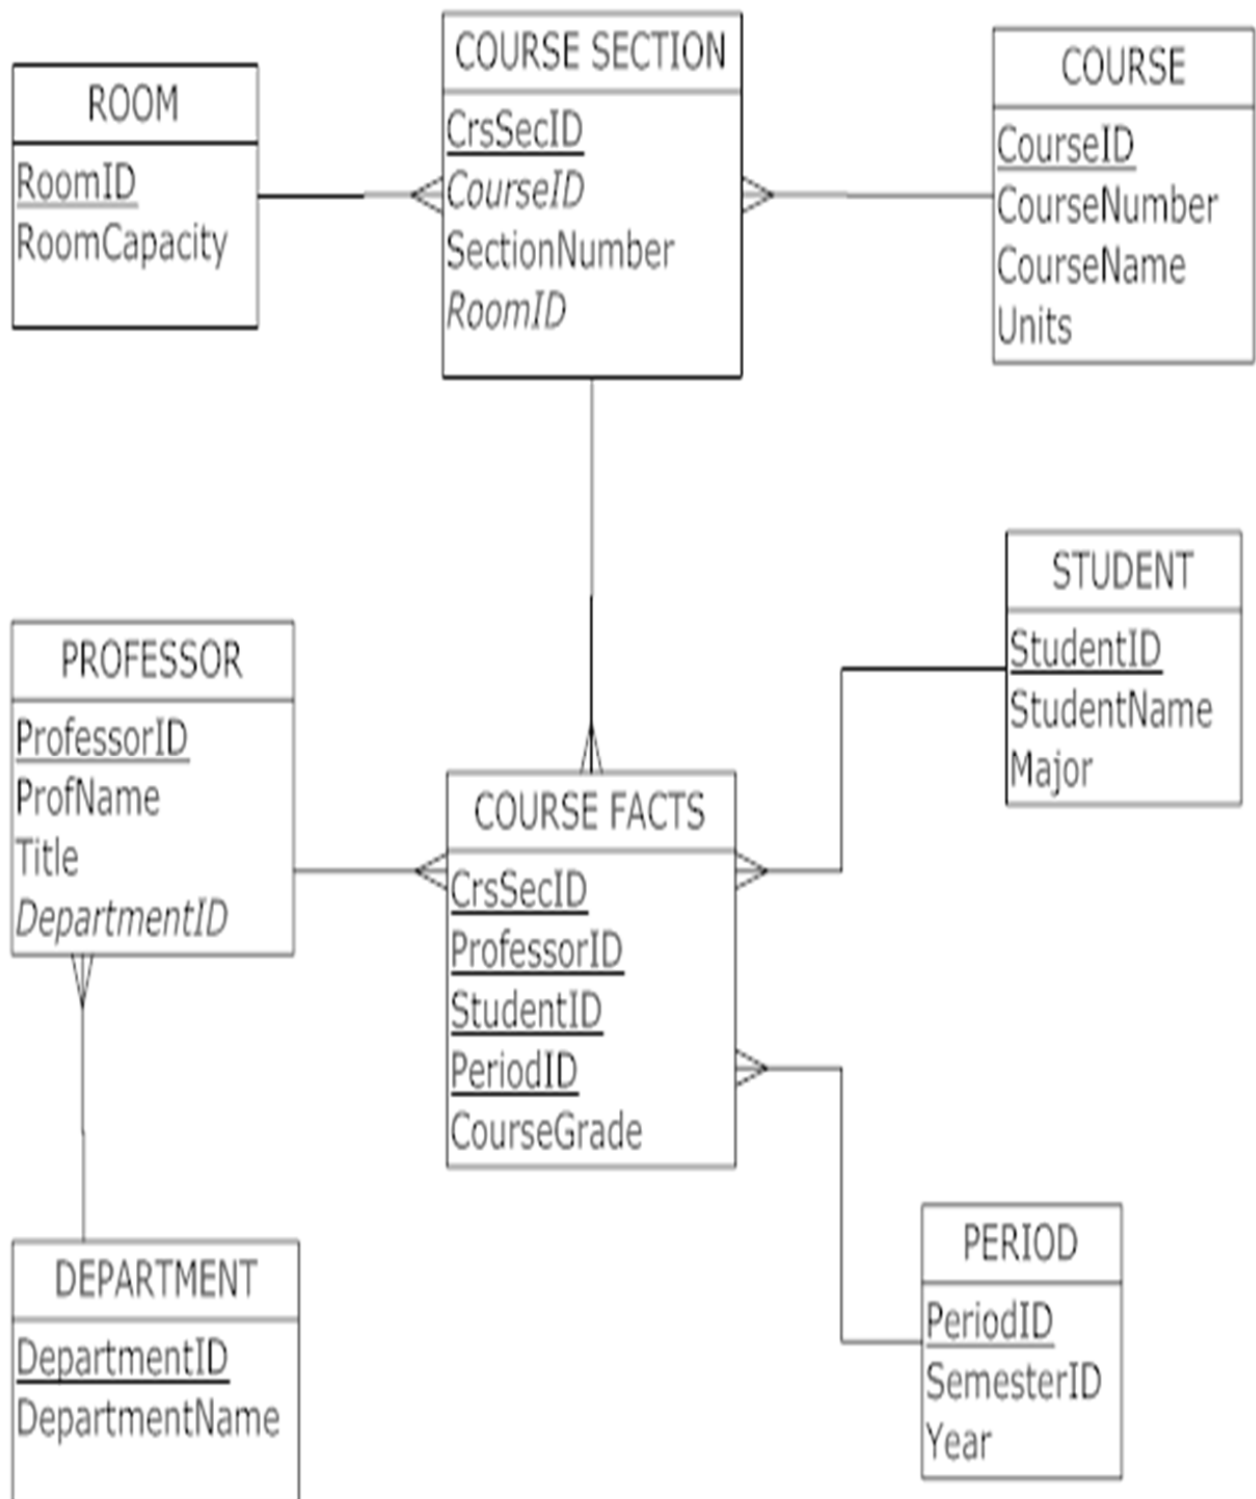 ROOM
RoomID
RoomCapacity
COURSE SECTION
CrsSecID
CourseID
SectionNumber
RoomID
COURSE
CourseID
CourseNumber
CourseName
Units
STUDENT
StudentID
StudentName
Major
PROFESSOR
ProfessorID
ProfName
Title
DepartmentID
COURSE FACTS
CrsSecID
ProfessorID
StudentID
PeriodID
CourseGrade
DEPARTMENT
DepartmentID
DepartmentName
PERIOD
PeriodID
SemesterID
Year